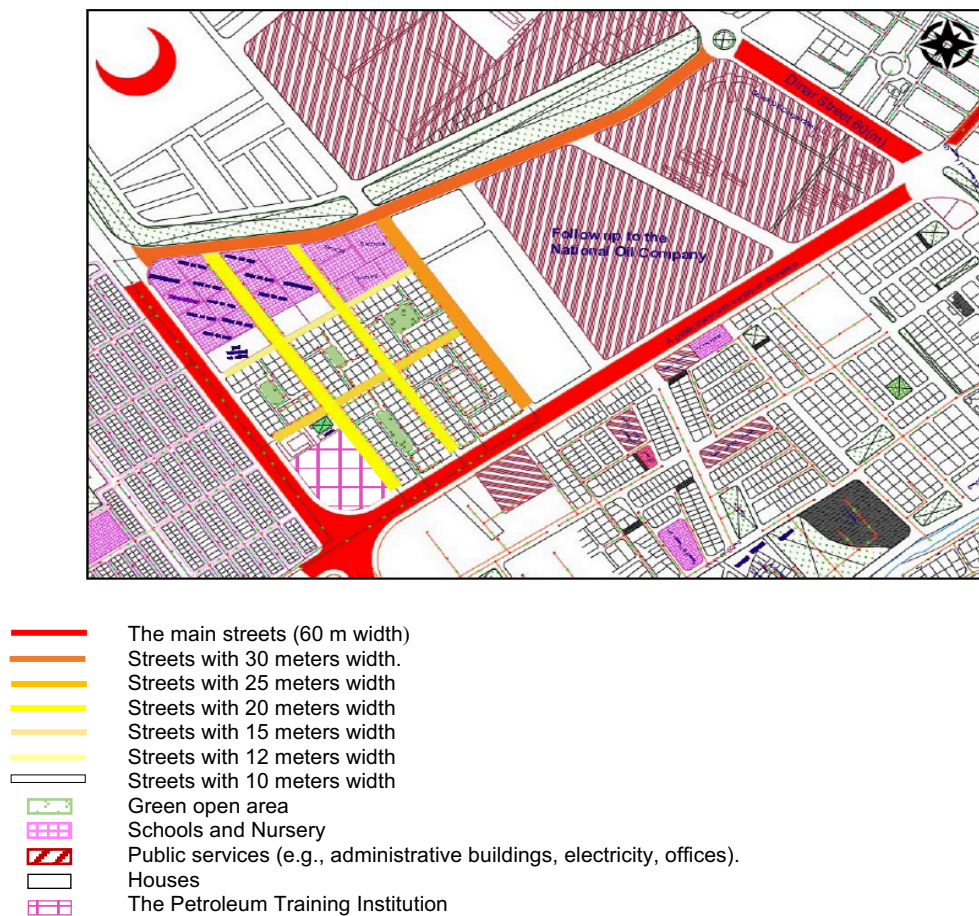 Dinar Street 60(m)
Follow up to the
National Oil Company
The main streets (60 m width)
Streets with 30 meters width.
Streets with 25 meters width
Streets with 20 meters width
Streets with 15 meters width
Streets with 12 meters width
Streets with 10 meters width
Green open area
Schools and Nursery
Public services (e.g., administrative buildings, electricity, offices).
Houses
The Petroleum Training Institution